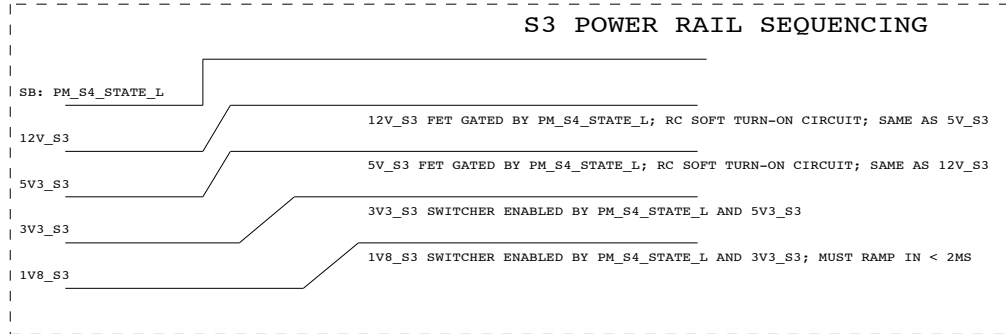 S3 POWER RAIL SEQUENCING
SB: PM_S4_STATE_L
12V_S3 FET GATED BY PM_S4_STATE_L; RC SOFT TURN-ON CIRCUIT; SAME AS 5V_S3
12V_S3
5V_S3 FET GATED BY PM_S4_STATE_L; RC SOFT TURN-ON CIRCUIT; SAME AS 12V_S3
5V3_S3
3V3_S3 SWITCHER ENABLED BY PM_S4_STATE_L AND 5V3_S3
3V3_S3
1V8_S3 SWITCHER ENABLED BY PM_S4_STATE_L AND 3V3_S3; MUST RAMP IN < 2MS
1V8_S3